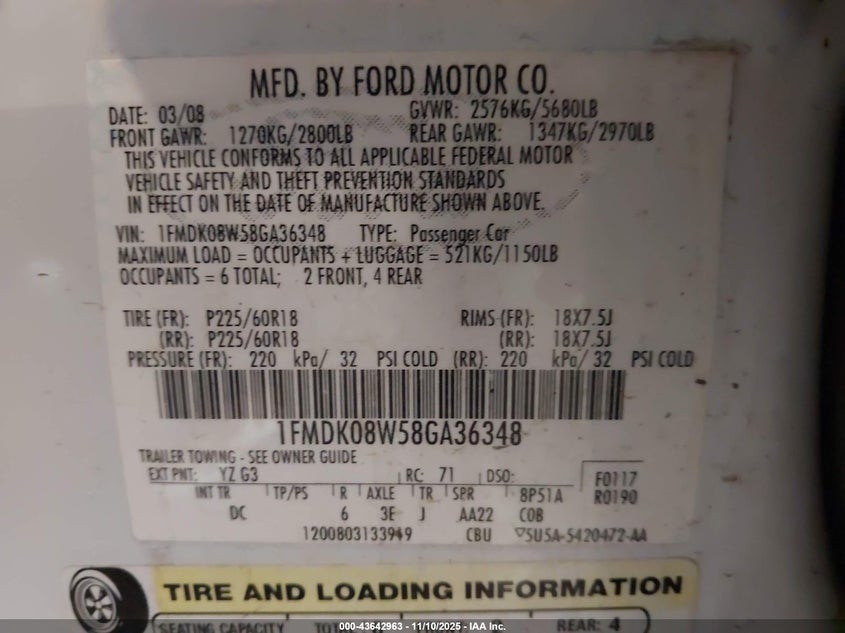 MFD. BY FORD MOTOR CO.
DATE: 03/08 GVWR: 2576KG/5680LB
FRONT GAWR: 1270KG/2800LB REAR GAWR: 1347KG/2970LB
THIS VEHICLE CONFORMS TO ALL APPLICABLE FEDERAL MOTOR
VEHICLE SAFETY AND THEFT PREVENTION STANDARDS
IN EFFECT ON THE DATE OF MANUFACTURE SHOWN ABOVE.
VIN: 1FMDK08W58GA36348 TYPE: Passenger Car
MAXIMUM LOAD = OCCUPANTS + LUGGAGE = 521KG/1150LB
OCCUPANTS = 6 TOTAL; 2 FRONT, 4 REAR
TIRE (FR): P225/60R18 RIMS (FR): 18X7.5J
(RR): P225/60R18 (RR): 18X7.5J
PRESSURE (FR): 220 kPa/ 32 PSI COLD (RR): 220 kPa/ 32 PSI COLD
1FMDK08W58GA36348
TRAILER TOWING - SEE OWNER GUIDE
EXT PNT: YZ G3 RC: 71 DSO: F0117
INT TR TP/PS R AXLE TR SPR 8P51A R0190
DC 6 3E J AA22 COB
1200803133949 CBU ▽5U5A-5420472-AA
TIRE AND LOADING INFORMATION
SEATING CAPACITY REAR: 4
000-43642963 - 11/10/2025 - IAA Inc.